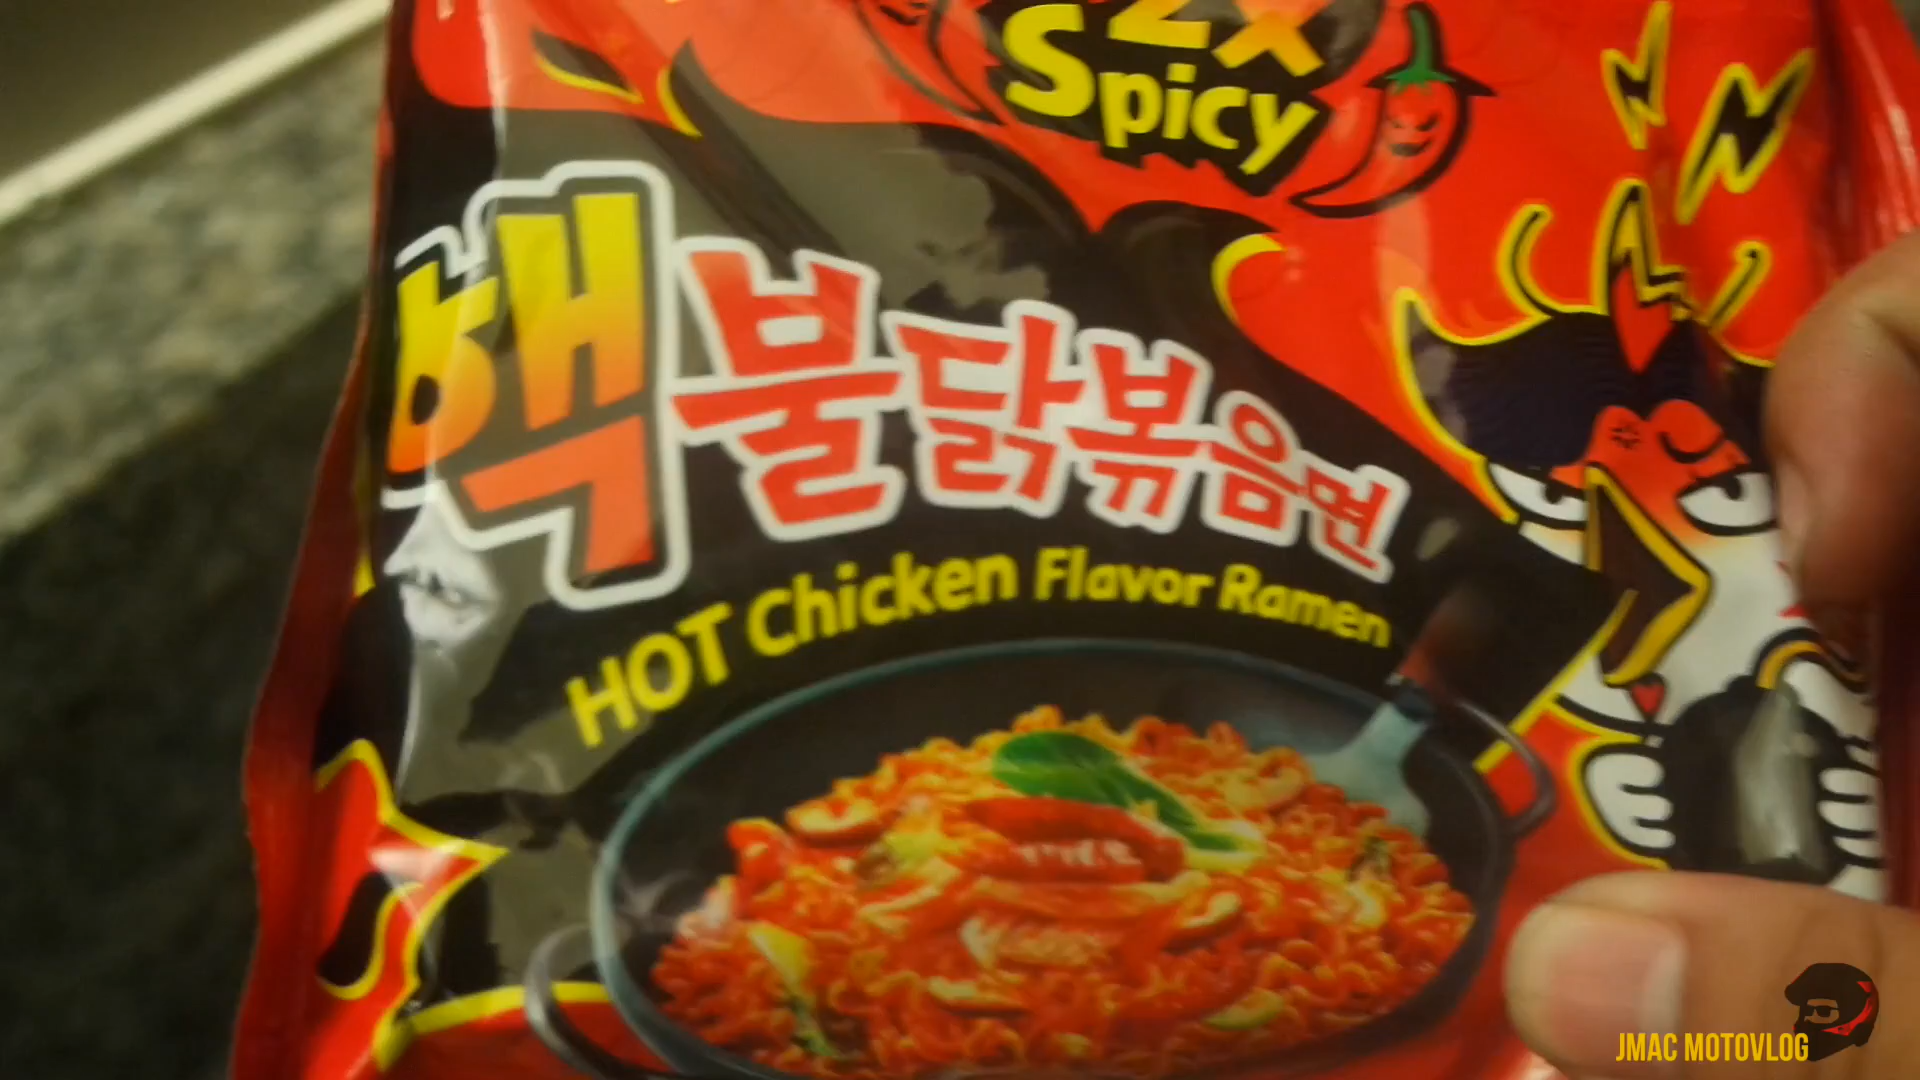 2X
Spicy
핵불닭볶음면
HOT Chicken Flavor Ramen
JMAC MOTOVLOG